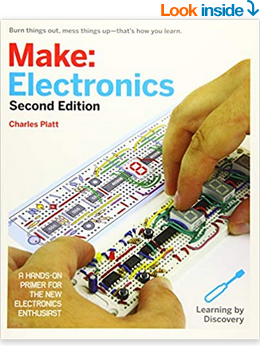 Look inside
Burn things out, mess things up—that's how you learn.
Make:
Electronics
Second Edition
Charles Platt
A HANDS-ON
PRIMER FOR
THE NEW
ELECTRONICS
ENTHUSIAST
Learning by
Discovery